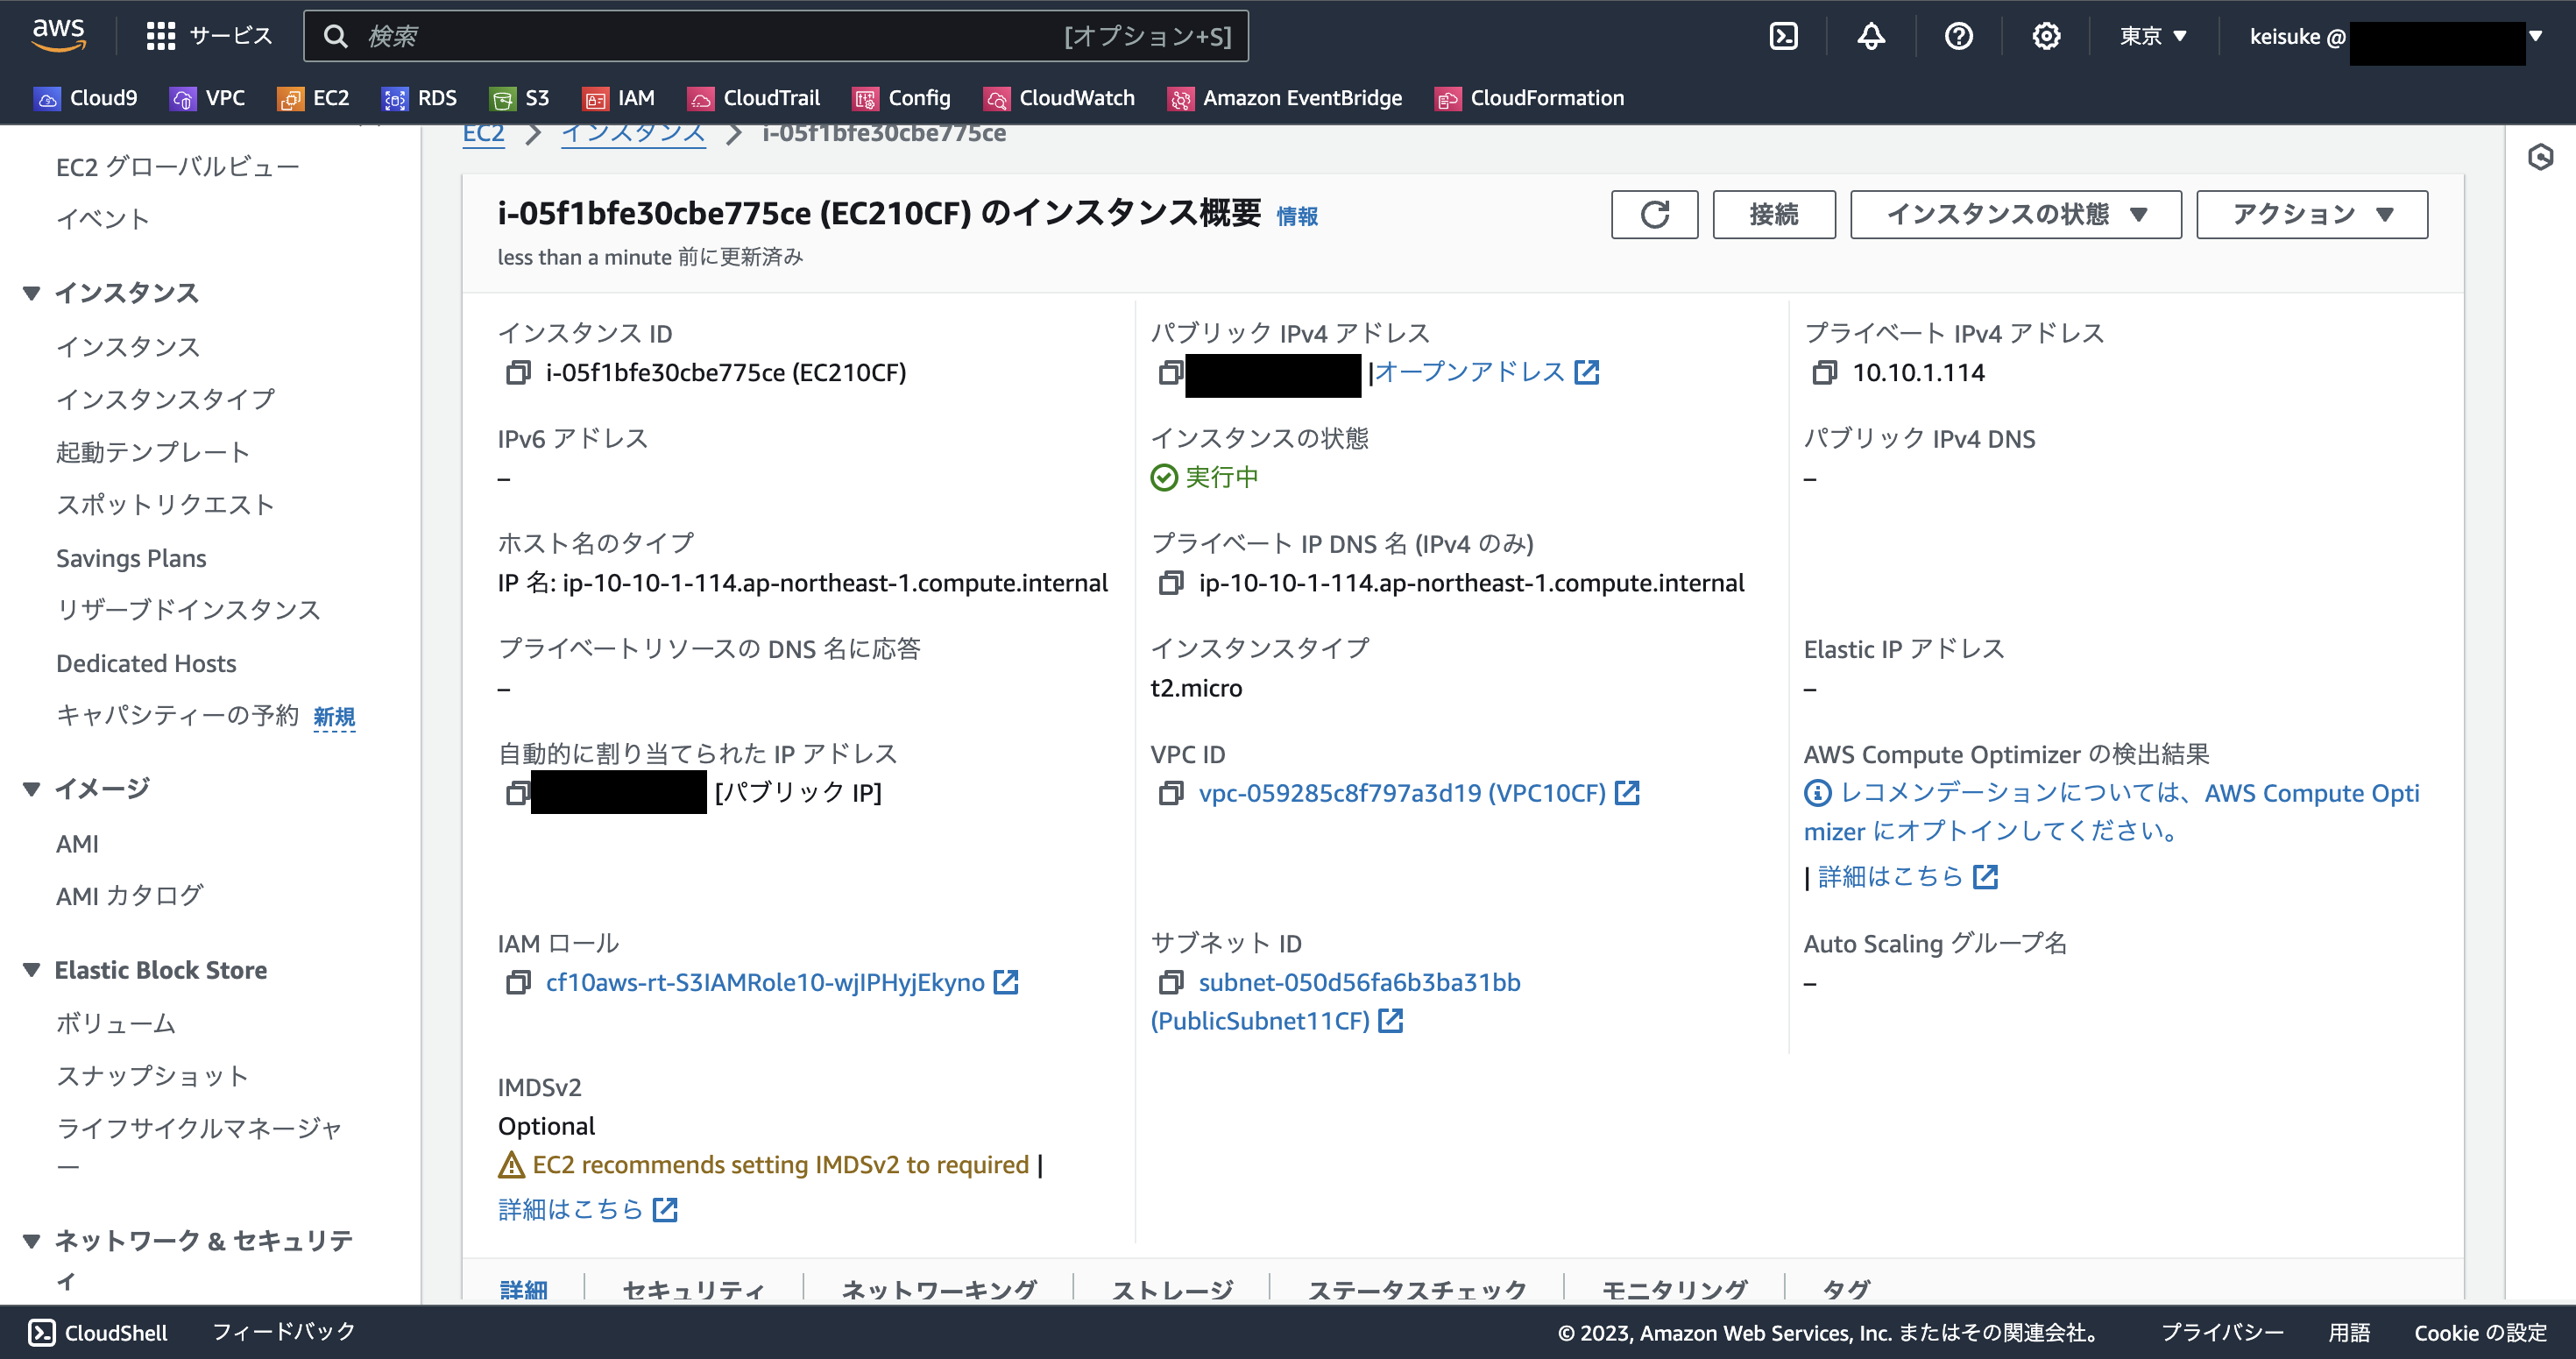 aws
サービス
検索
[オプション+S]
東京
keisuke @
Cloud9
VPC
EC2
RDS
S3
IAM
CloudTrail
Config
CloudWatch
Amazon EventBridge
CloudFormation
EC2 グローバルビュー
イベント
インスタンス
インスタンス
インスタンスタイプ
起動テンプレート
スポットリクエスト
Savings Plans
リザーブドインスタンス
Dedicated Hosts
キャパシティーの予約 新規
イメージ
AMI
AMI カタログ
Elastic Block Store
ボリューム
スナップショット
ライフサイクルマネージャ
ー
ネットワーク & セキュリテ
ィ
EC2
インスタンス
i-05f1bfe30cbe775ce
i-05f1bfe30cbe775ce (EC210CF) のインスタンス概要 情報
less than a minute 前に更新済み
接続
インスタンスの状態
アクション
インスタンス ID
i-05f1bfe30cbe775ce (EC210CF)
パブリック IPv4 アドレス
|オープンアドレス
プライベート IPv4 アドレス
10.10.1.114
IPv6 アドレス
–
インスタンスの状態
実行中
パブリック IPv4 DNS
–
ホスト名のタイプ
IP 名: ip-10-10-1-114.ap-northeast-1.compute.internal
プライベート IP DNS 名 (IPv4 のみ)
ip-10-10-1-114.ap-northeast-1.compute.internal
プライベートリソースの DNS 名に応答
–
インスタンスタイプ
t2.micro
Elastic IP アドレス
–
自動的に割り当てられた IP アドレス
[パブリック IP]
VPC ID
vpc-059285c8f797a3d19 (VPC10CF)
AWS Compute Optimizer の検出結果
レコメンデーションについては、AWS Compute Opti
mizer にオプトインしてください。
| 詳細はこちら
IAM ロール
cf10aws-rt-S3IAMRole10-wjIPHyjEkyno
サブネット ID
subnet-050d56fa6b3ba31bb
(PublicSubnet11CF)
Auto Scaling グループ名
–
IMDSv2
Optional
EC2 recommends setting IMDSv2 to required |
詳細はこちら
詳細
セキュリティ
ネットワーキング
ストレージ
ステータスチェック
モニタリング
タグ
CloudShell
フィードバック
© 2023, Amazon Web Services, Inc. またはその関連会社。
プライバシー
用語
Cookie の設定